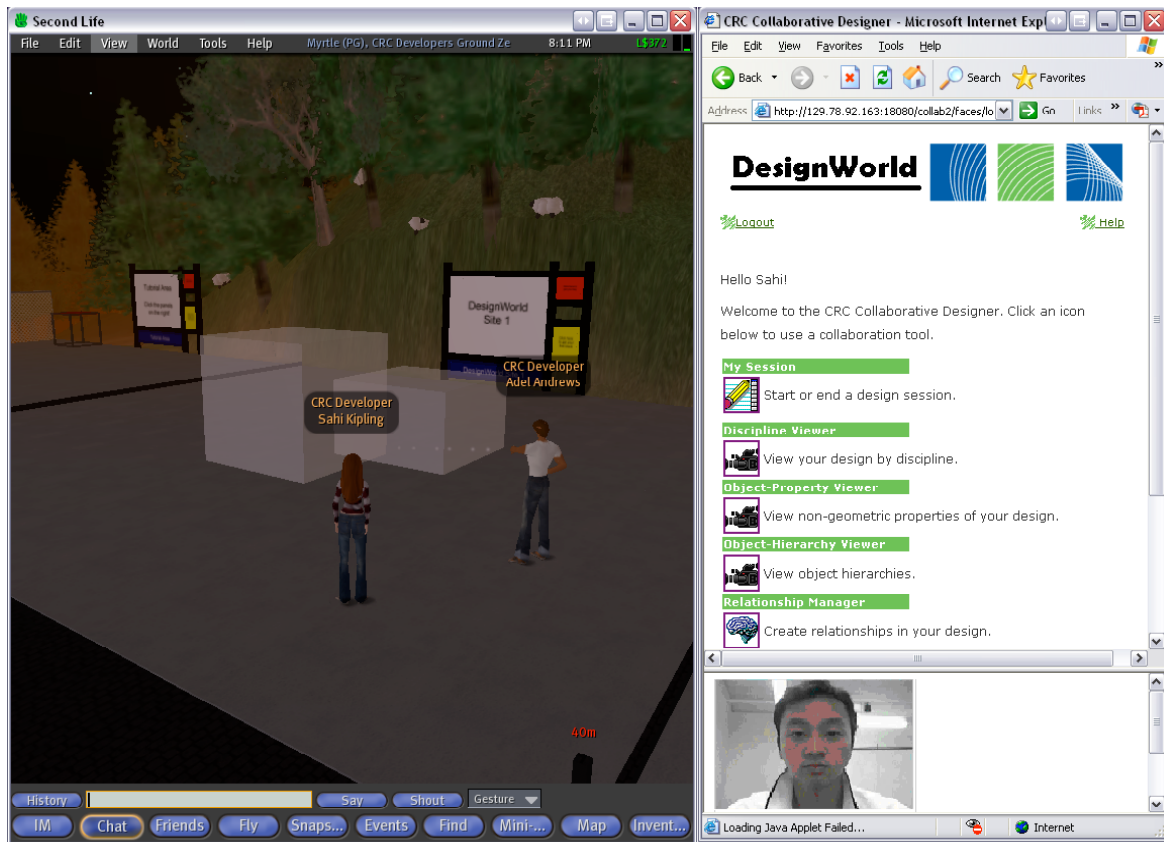 Second Life
File Edit View World Tools Help Myrtle (PG), CRC Developers Ground Ze 8:11 PM L$372
Tutorial Area
DesignWorld
Site 1
CRC Developer
Adel Andrews
CRC Developer
Sahi Kipling
40m
History Say Shout Gesture
IM Chat Friends Fly Snaps... Events Find Mini-... Map Invent...
CRC Collaborative Designer - Microsoft Internet Expl
File Edit View Favorites Tools Help
Back Search Favorites »
Address http://129.78.92.163:18080/collab2/faces/lo Go Links »
DesignWorld
Logout Help
Hello Sahi!
Welcome to the CRC Collaborative Designer. Click an icon
below to use a collaboration tool.
My Session
Start or end a design session.
Discipline Viewer
View your design by discipline.
Object-Property Viewer
View non-geometric properties of your design.
Object-Hierarchy Viewer
View object hierarchies.
Relationship Manager
Create relationships in your design.
Loading Java Applet Failed... Internet